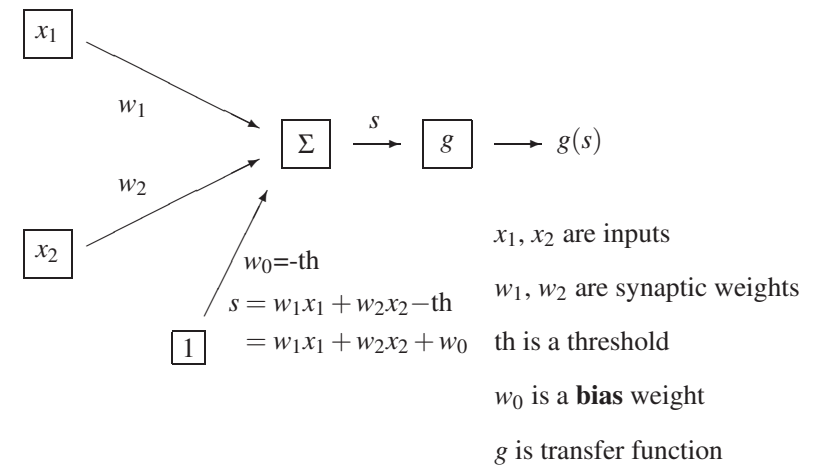 x₁
w₁
Σ
s
g
g(s)
w₂
x₂
x₁, x₂ are inputs
w₀=-th
w₁, w₂ are synaptic weights
s = w₁x₁ + w₂x₂−th
1
= w₁x₁ + w₂x₂ + w₀
th is a threshold
w₀ is a bias weight
g is transfer function